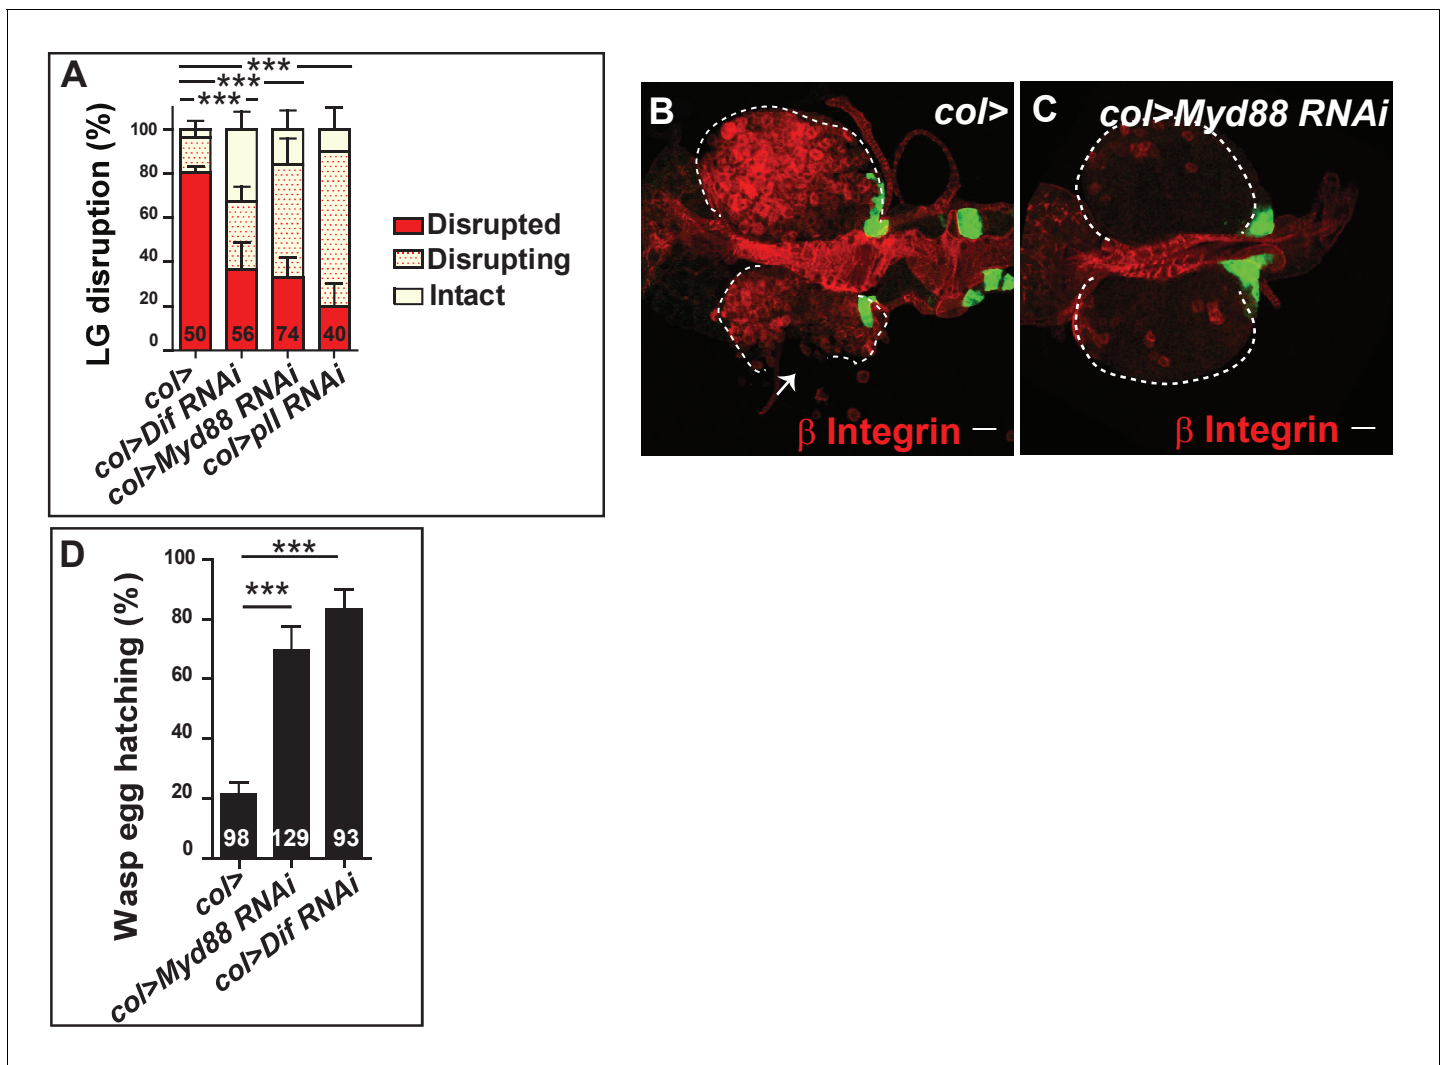 A
***
***
***
LG disruption (%)
100
80
60
40
20
0
50 56 74 40
col>
col>Dif RNAi
col>Myd88 RNAi
col>pll RNAi
Disrupted
Disrupting
Intact
B
col>
β Integrin
C
col>Myd88 RNAi
β Integrin
D
***
***
Wasp egg hatching (%)
100
80
60
40
20
0
98 129 93
col>
col>Myd88 RNAi
col>Dif RNAi